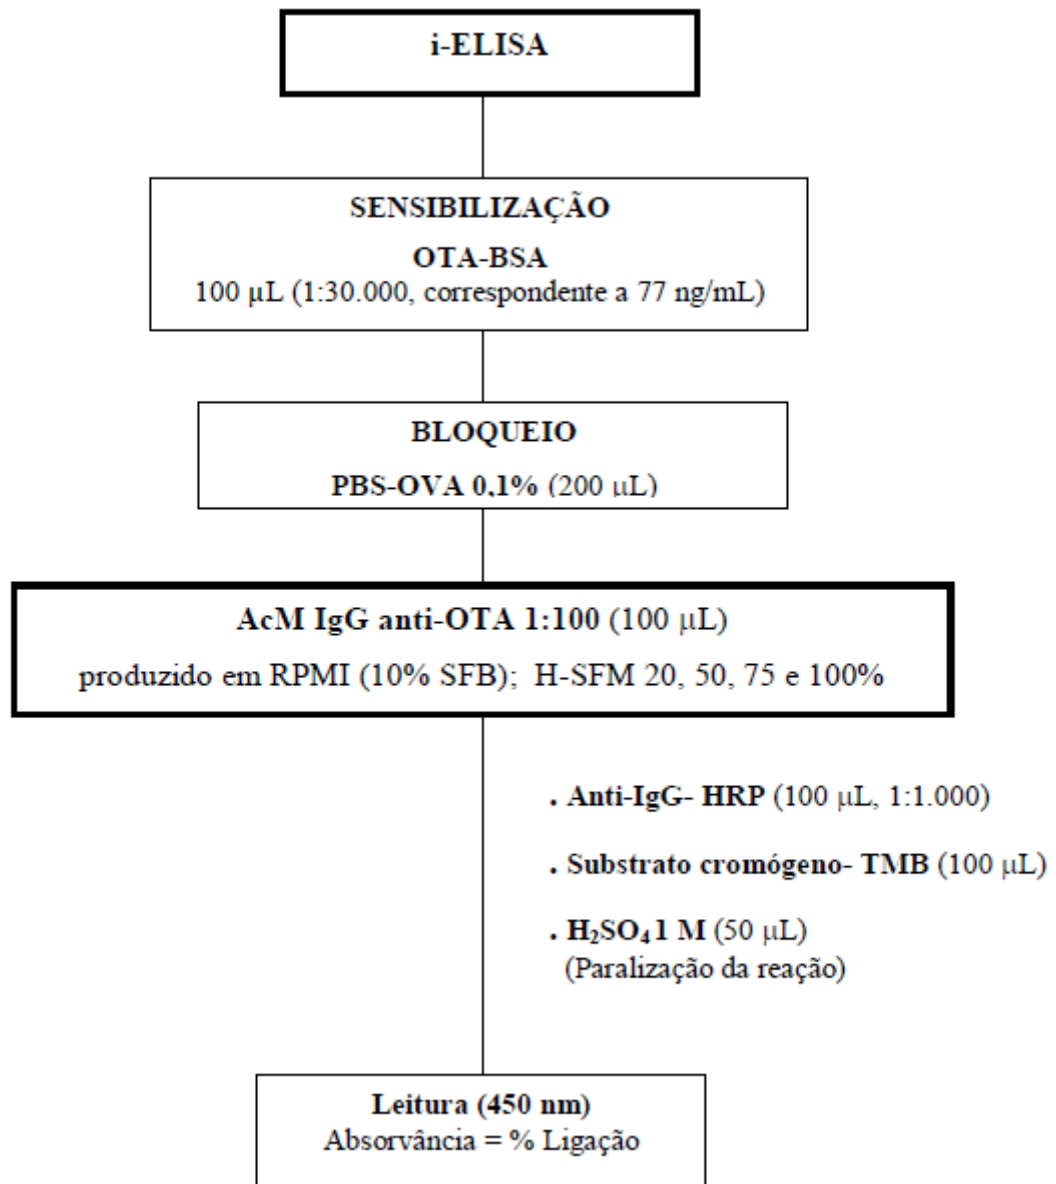 i-ELISA
SENSIBILIZAÇÃO
OTA-BSA
100 µL (1:30.000, correspondente a 77 ng/mL)
BLOQUEIO
PBS-OVA 0,1% (200 µL)
AcM IgG anti-OTA 1:100 (100 µL)
produzido em RPMI (10% SFB); H-SFM 20, 50, 75 e 100%
. Anti-IgG- HRP (100 µL, 1:1.000)
. Substrato cromógeno- TMB (100 µL)
. H₂SO₄ 1 M (50 µL)
(Paralização da reação)
Leitura (450 nm)
Absorvância = % Ligação